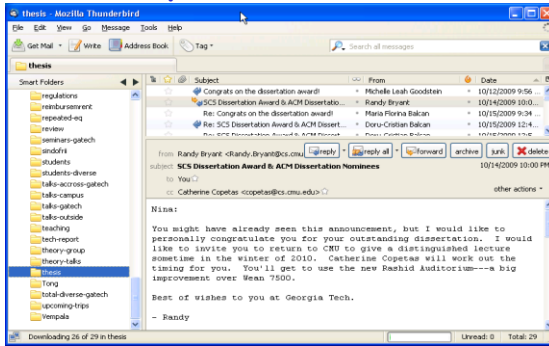 thesis - Mozilla Thunderbird
File Edit View Go Message Tools Help
Get Mail Write Address Book Tag Search all messages
thesis
Smart Folders Subject From Date
regulations
reimbursemrent
repeated-eq
review
seminars-gatech
sindofri
students
students-diverse
talks-accross-gatech
talks-campus
talks-gatech
talks-outside
teaching
tech-report
theory-group
theory-talks
thesis
Tong
total-diverse-gatech
upcoming-trips
Vempala
Congrats on the dissertation award! Michelle Leah Goodstein 10/12/2009 9:56 ...
SCS Dissertation Award & ACM Dissertatio... Randy Bryant 10/14/2009 10:0...
Re: Congrats on the dissertation award! Maria Florina Balcan 10/15/2009 9:34 ...
Re: SCS Dissertation Award & ACM Dissert... Doru-Cristian Balcan 10/15/2009 12:4...
from Randy Bryant <Randy.Bryant@cs.cmu reply reply all forward archive junk delete
subject SCS Dissertation Award & ACM Dissertation Nominees 10/14/2009 10:00 PM
to You
cc Catherine Copetas <copetas@cs.cmu.edu> other actions
Nina:
You might have already seen this announcement, but I would like to
personally congratulate you for your outstanding dissertation. I would
like to invite you to return to CMU to give a distinguished lecture
sometime in the winter of 2010. Catherine Copetas will work out the
timing for you. You'll get to use the new Rashid Auditorium---a big
improvement over Wean 7500.
Best of wishes to you at Georgia Tech.
- Randy
Downloading 26 of 29 in thesis Unread: 0 Total: 29